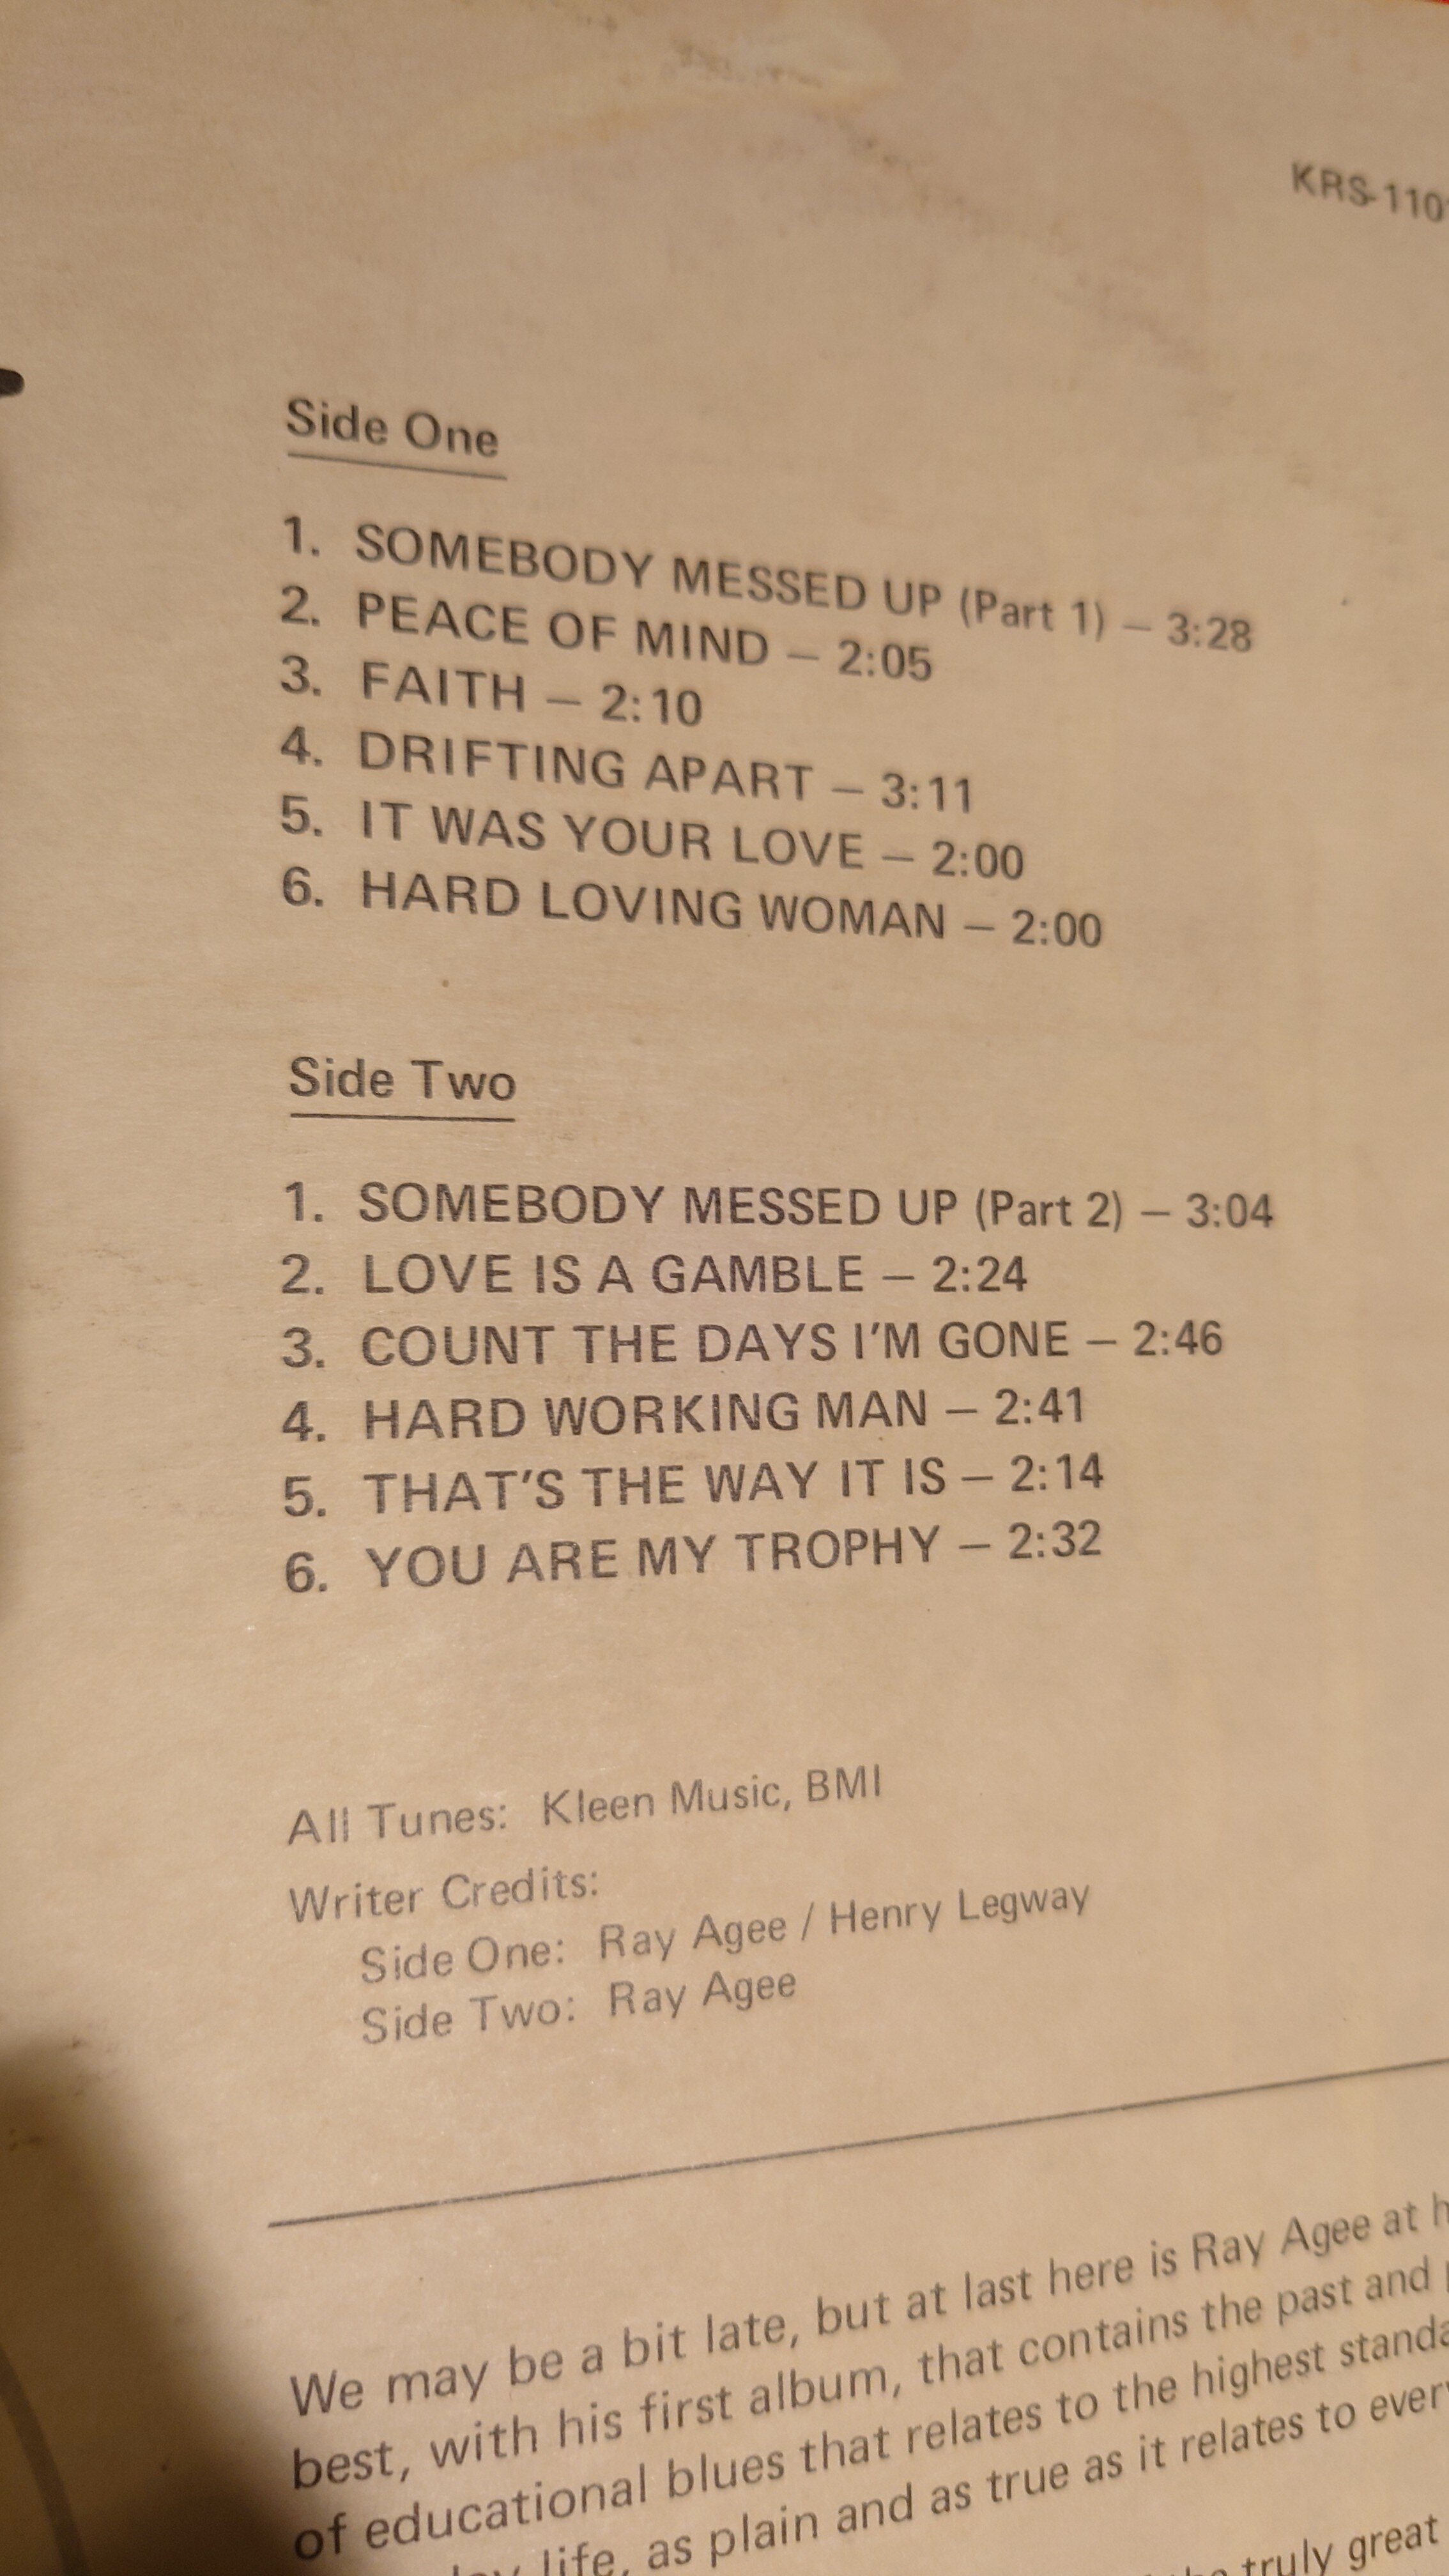 KRS-110
Side One
1. SOMEBODY MESSED UP (Part 1) – 3:28
2. PEACE OF MIND – 2:05
3. FAITH – 2:10
4. DRIFTING APART – 3:11
5. IT WAS YOUR LOVE – 2:00
6. HARD LOVING WOMAN – 2:00
Side Two
1. SOMEBODY MESSED UP (Part 2) – 3:04
2. LOVE IS A GAMBLE – 2:24
3. COUNT THE DAYS I'M GONE – 2:46
4. HARD WORKING MAN – 2:41
5. THAT'S THE WAY IT IS – 2:14
6. YOU ARE MY TROPHY – 2:32
All Tunes: Kleen Music, BMI
Writer Credits:
Side One: Ray Agee / Henry Legway
Side Two: Ray Agee
We may be a bit late, but at last here is Ray Agee at
best, with his first album, that contains the past and
of educational blues that relates to the highest
life, as plain and as true as it relates to
truly great